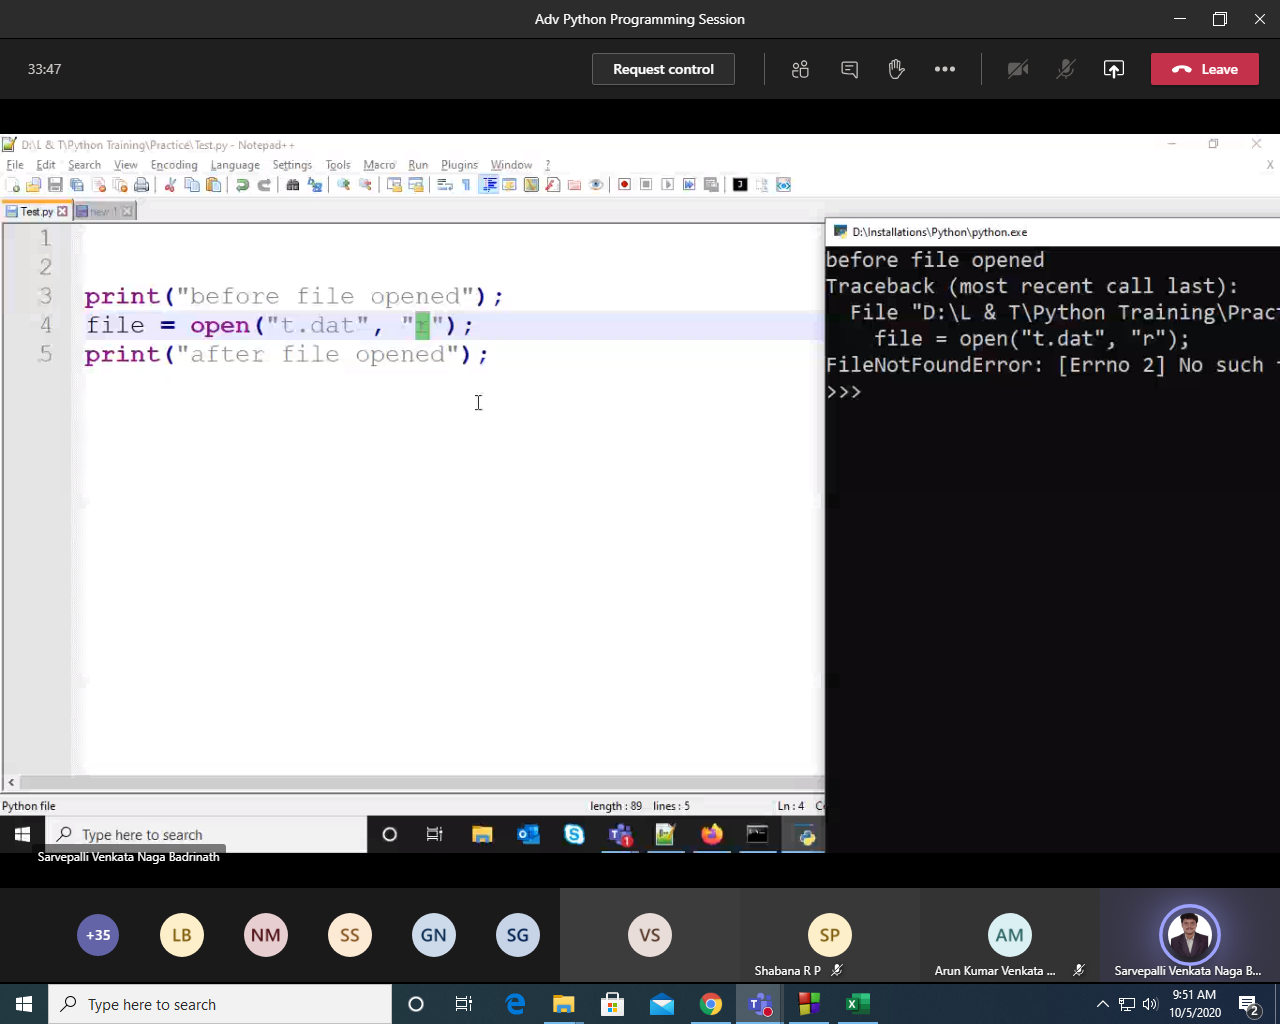 Adv Python Programming Session
33:47
Request control
Leave
D:\L & T\Python Training\Practice\Test.py - Notepad++
File Edit Search View Encoding Language Settings Tools Macro Run Plugins Window ?
X
Test.py
new 1
D:\Installations\Python\python.exe
1
2
3 print("before file opened");
4 file = open("t.dat", "r");
5 print("after file opened");
before file opened
Traceback (most recent call last):
File "D:\L & T\Python Training\Prac
file = open("t.dat", "r");
FileNotFoundError: [Errno 2] No such
>>>
Python file
length : 89 lines : 5
Ln : 4
Type here to search
1
Sarvepalli Venkata Naga Badrinath
+35
LB
NM
SS
GN
SG
VS
SP
AM
Shabana R P
Arun Kumar Venkata ...
Sarvepalli Venkata Naga B...
Type here to search
9:51 AM
10/5/2020
2